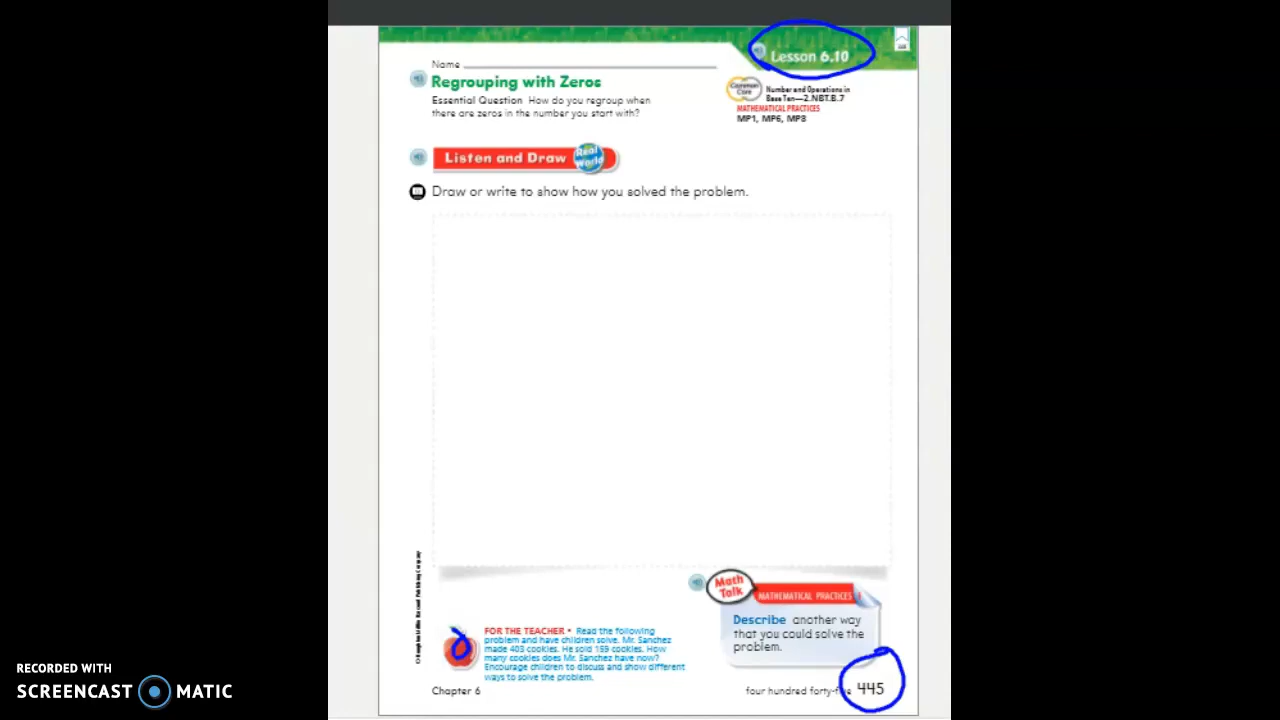 Lesson 6.10
Name
Regrouping with Zeros
Essential Question How do you regroup when
there are zeros in the number you start with?
Common Core
Number and Operations in
Base Ten—2.NBT.B.7
MATHEMATICAL PRACTICES
MP1, MP6, MP8
Listen and Draw
Real World
Draw or write to show how you solved the problem.
Math Talk
MATHEMATICAL PRACTICES
Describe another way
that you could solve the
problem.
FOR THE TEACHER • Read the following
problem and have children solve. Mr. Sanchez
made 403 cookies. He sold 159 cookies. How
many cookies does Mr. Sanchez have now?
Encourage children to discuss and show different
ways to solve the problem.
Chapter 6
four hundred forty-five 445
RECORDED WITH
SCREENCAST MATIC